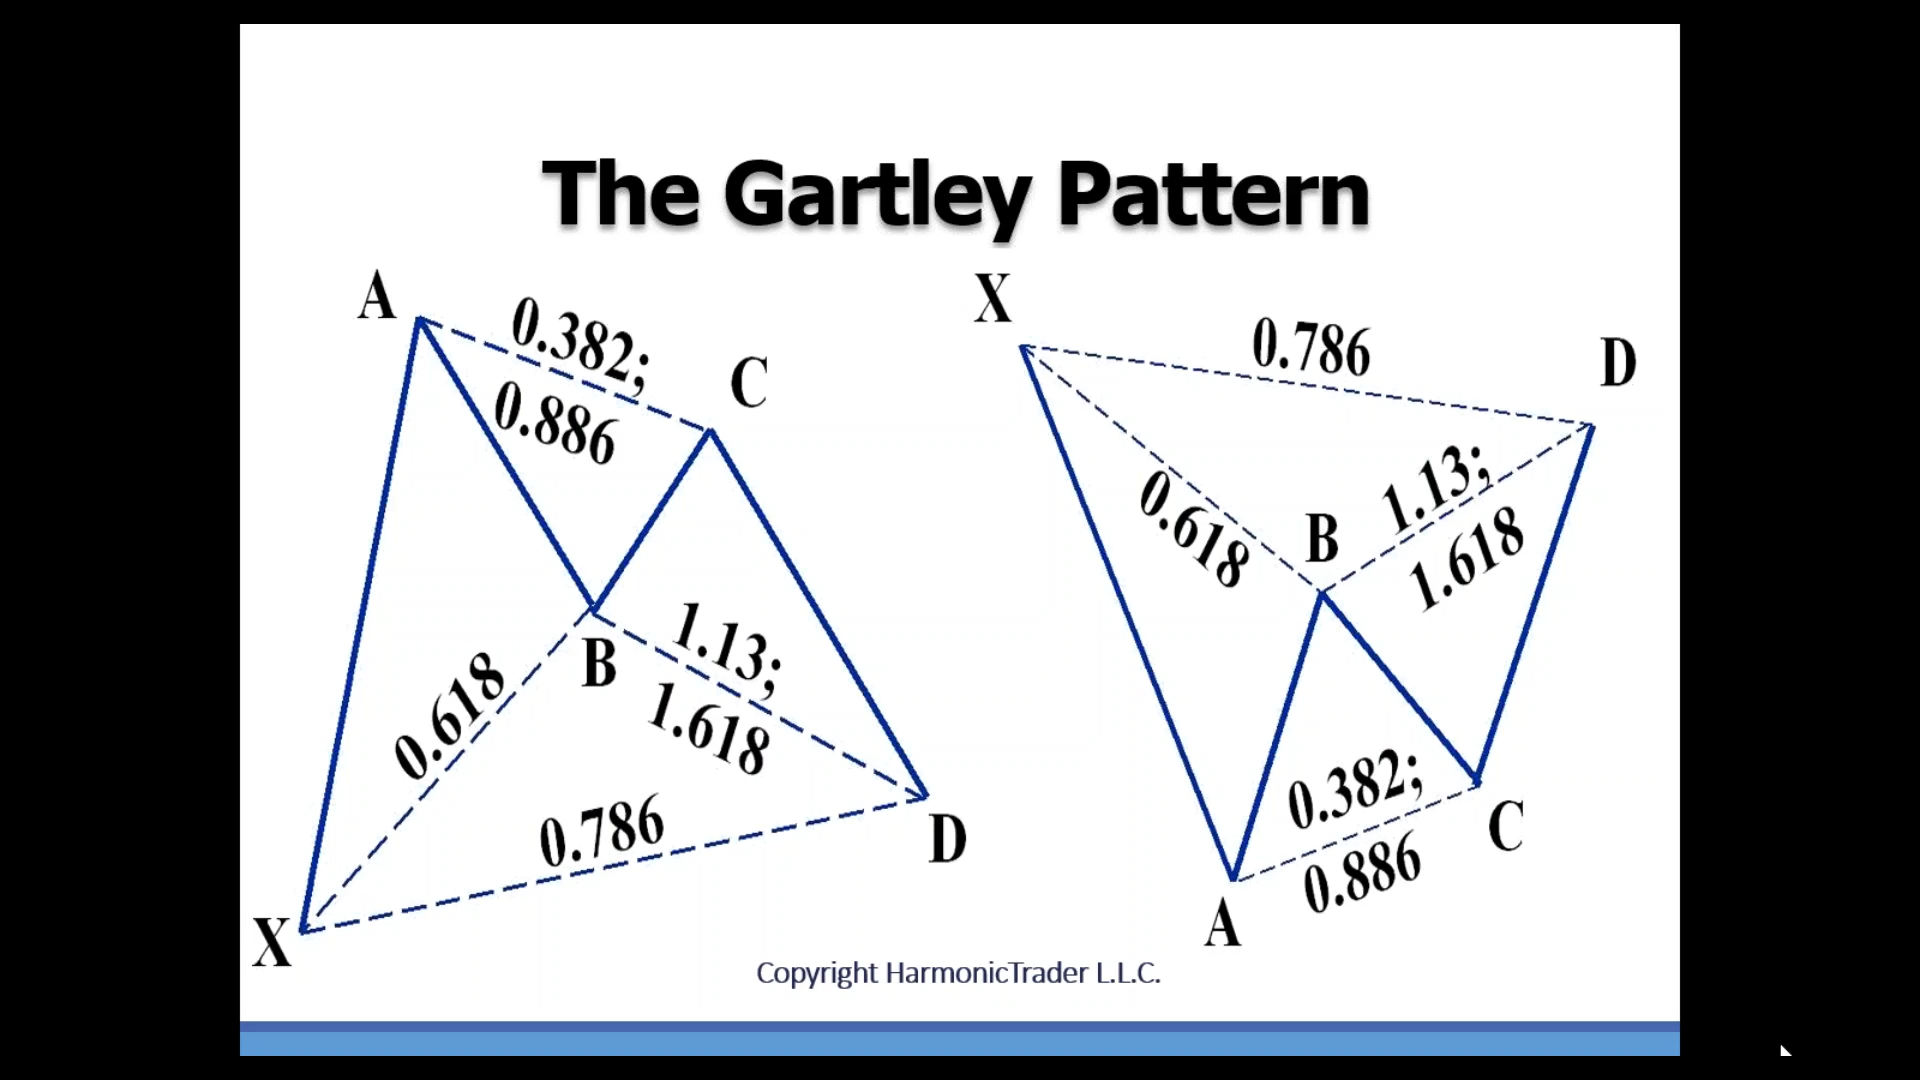 The Gartley Pattern
A
0.382;
0.886
C
B
1.13;
1.618
0.618
0.786
X
D
X
0.786
D
0.618
B
1.13;
1.618
0.382;
0.886
C
A
Copyright HarmonicTrader L.L.C.